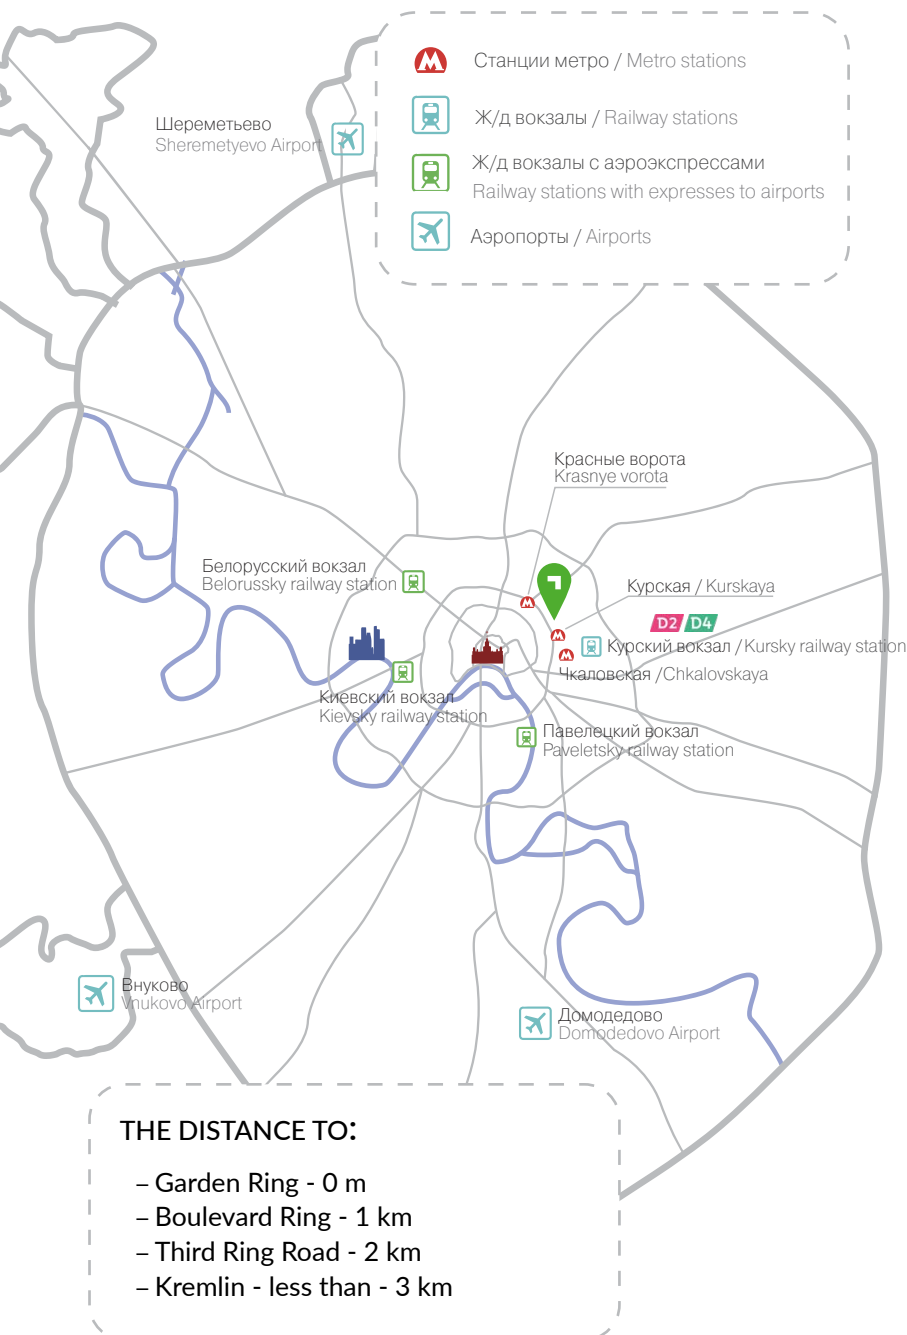 Станции метро / Metro stations
Ж/д вокзалы / Railway stations
Ж/д вокзалы с аэроэкспрессами
Railway stations with expresses to airports
Аэропорты / Airports
Шереметьево
Sheremetyevo Airport
Красные ворота
Krasnye vorota
Белорусский вокзал
Belorussky railway station
Курская / Kurskaya
D2 D4
Курский вокзал / Kursky railway station
Чкаловская /Chkalovskaya
Киевский вокзал
Kievsky railway station
Павелецкий вокзал
Paveletsky railway station
Внуково
Vnukovo Airport
Домодедово
Domodedovo Airport
THE DISTANCE TO:
– Garden Ring - 0 m
– Boulevard Ring - 1 km
– Third Ring Road - 2 km
– Kremlin - less than - 3 km